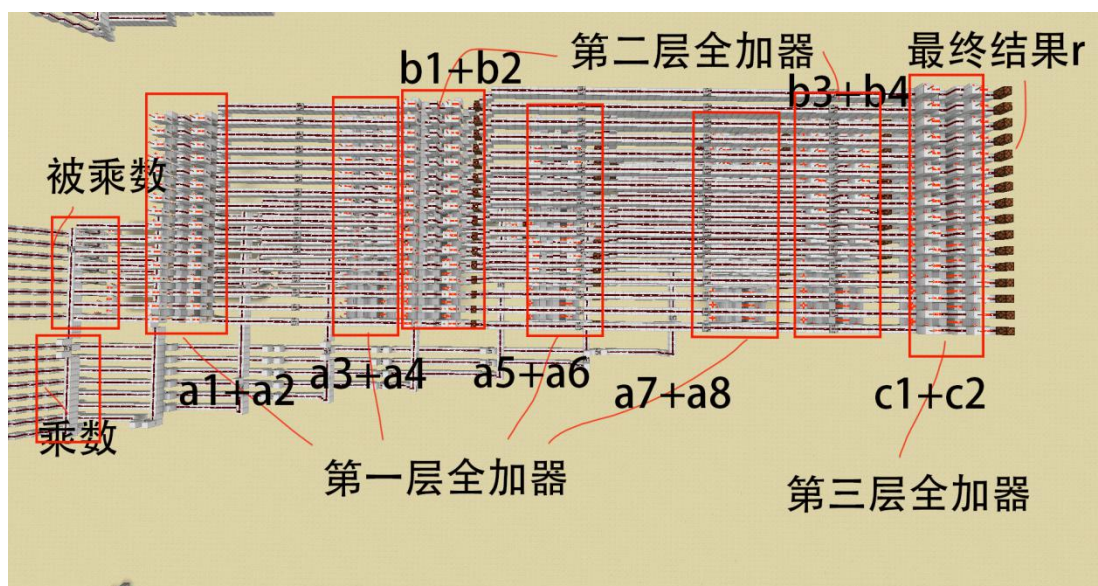 第二层全加器
最终结果r
b1+b2
b3+b4
被乘数
a1+a2
a3+a4
a5+a6
a7+a8
c1+c2
乘数
第一层全加器
第三层全加器